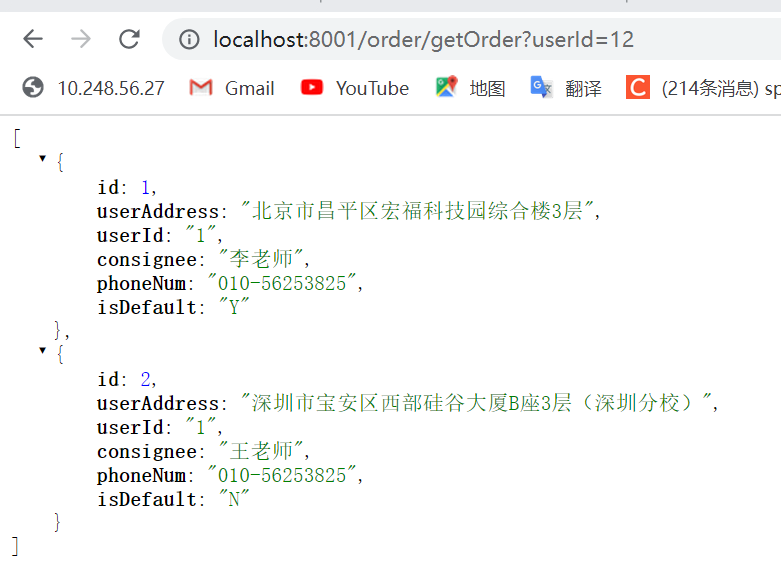 localhost:8001/order/getOrder?userId=12
10.248.56.27 Gmail YouTube 地图 翻译 (214条消息) sp
[
{
id: 1,
userAddress: "北京市昌平区宏福科技园综合楼3层",
userId: "1",
consignee: "李老师",
phoneNum: "010-56253825",
isDefault: "Y"
},
{
id: 2,
userAddress: "深圳市宝安区西部硅谷大厦B座3层（深圳分校）",
userId: "1",
consignee: "王老师",
phoneNum: "010-56253825",
isDefault: "N"
}
]